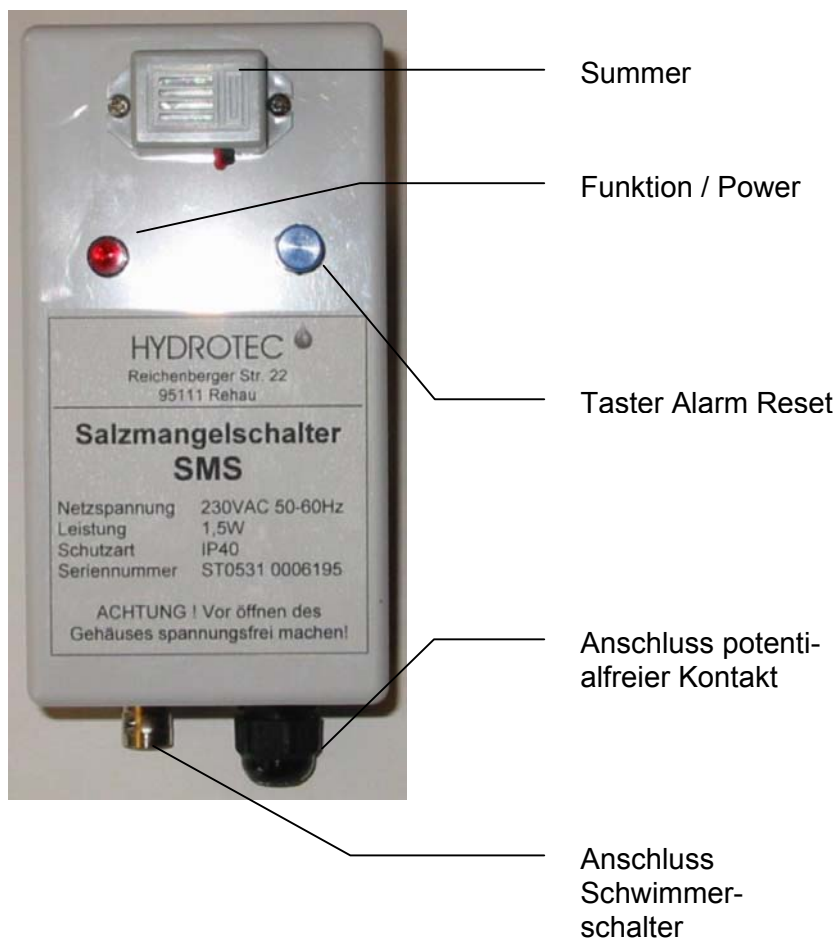 Summer
Funktion / Power
Taster Alarm Reset
HYDROTEC
Reichenberger Str. 22
95111 Rehau
Salzmangelschalter
SMS
Netzspannung 230VAC 50-60Hz
Leistung 1,5W
Schutzart IP40
Seriennummer ST0531 0006195
ACHTUNG ! Vor öffnen des
Gehäuses spannungsfrei machen!
Anschluss potenti-
alfreier Kontakt
Anschluss
Schwimmer-
schalter